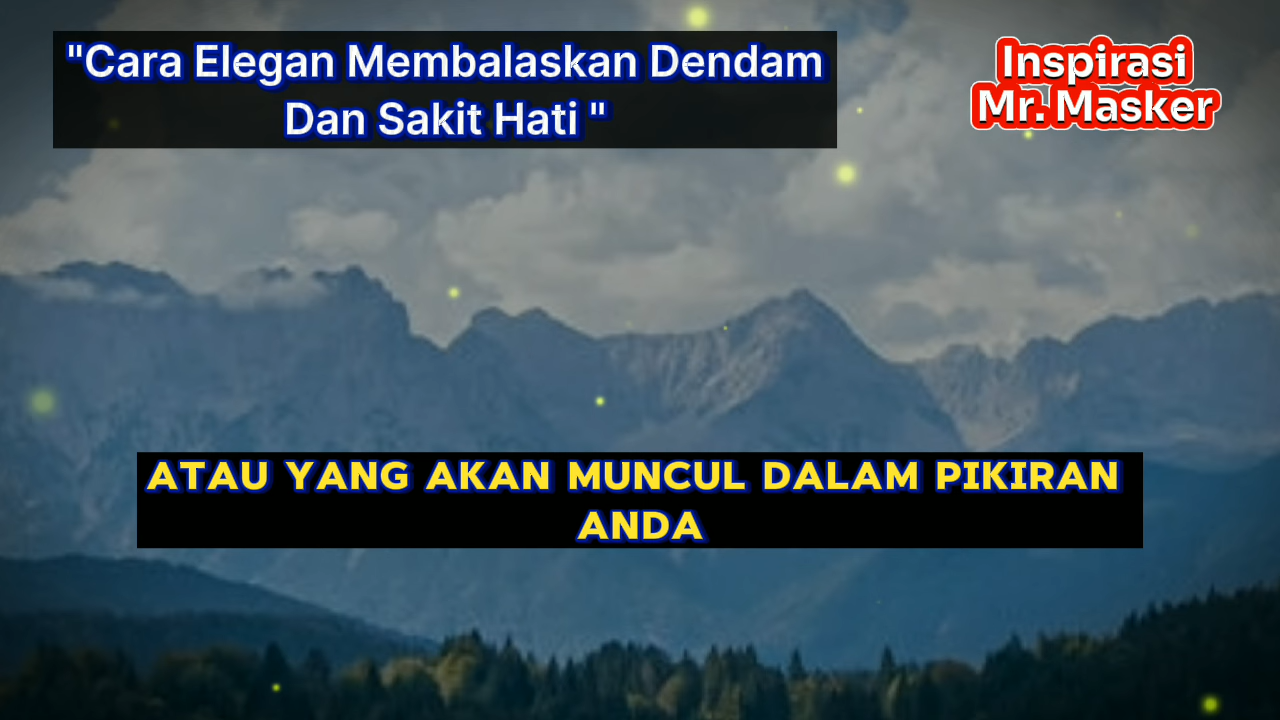 "Cara Elegan Membalaskan Dendam
Dan Sakit Hati "
Inspirasi
Mr. Masker
ATAU YANG AKAN MUNCUL DALAM PIKIRAN
ANDA